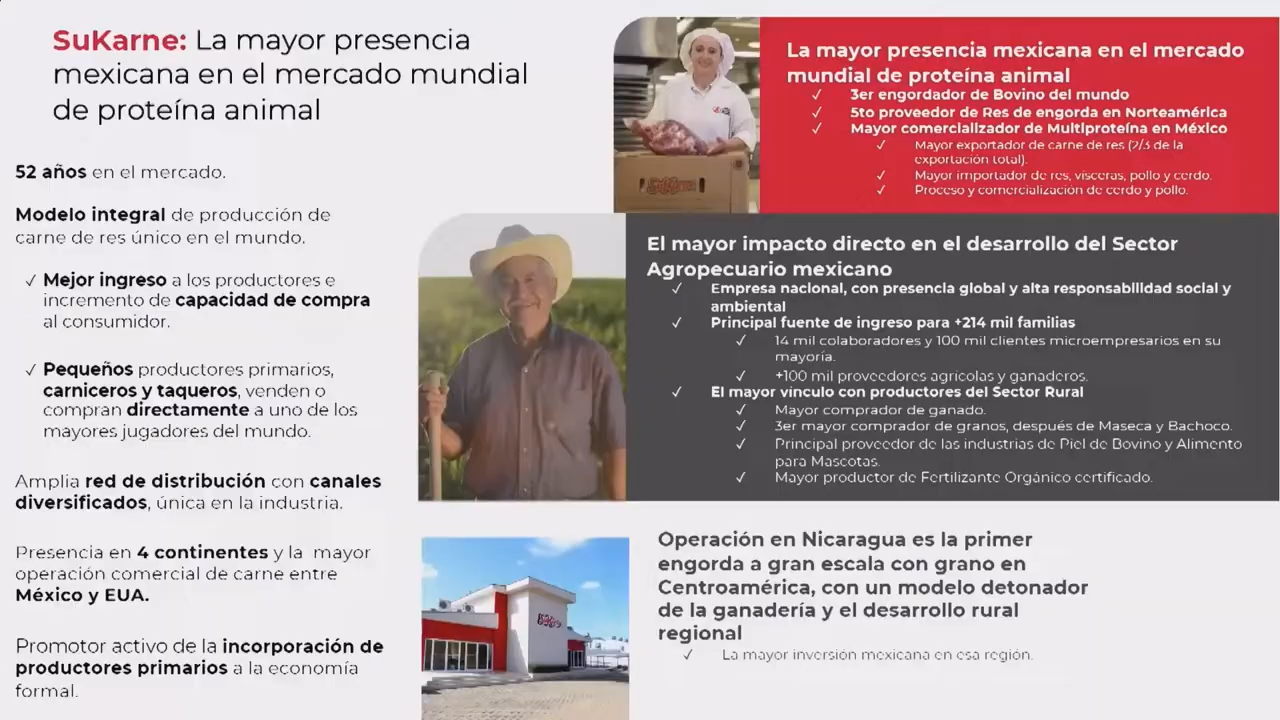 SuKarne: La mayor presencia
mexicana en el mercado mundial
de proteína animal
52 años en el mercado.
Modelo integral de producción de
carne de res único en el mundo.
✓ Mejor ingreso a los productores e
incremento de capacidad de compra
al consumidor.
✓ Pequeños productores primarios,
carniceros y taqueros, venden o
compran directamente a uno de los
mayores jugadores del mundo.
Amplia red de distribución con canales
diversificados, única en la industria.
Presencia en 4 continentes y la mayor
operación comercial de carne entre
México y EUA.
Promotor activo de la incorporación de
productores primarios a la economía
formal.
La mayor presencia mexicana en el mercado
mundial de proteína animal
✓ 3er engordador de Bovino del mundo
✓ 5to proveedor de Res de engorda en Norteamérica
✓ Mayor comercializador de Multiproteína en México
✓ Mayor exportador de carne de res (2/3 de la
exportación total).
✓ Mayor importador de res, vísceras, pollo y cerdo.
✓ Proceso y comercialización de cerdo y pollo.
El mayor impacto directo en el desarrollo del Sector
Agropecuario mexicano
✓ Empresa nacional, con presencia global y alta responsabilidad social y
ambiental
✓ Principal fuente de ingreso para +214 mil familias
✓ 14 mil colaboradores y 100 mil clientes microempresarios en su
mayoría.
✓ +100 mil proveedores agrícolas y ganaderos.
✓ El mayor vínculo con productores del Sector Rural
✓ Mayor comprador de ganado.
✓ 3er mayor comprador de granos, después de Maseca y Bachoco.
✓ Principal proveedor de las industrias de Piel de Bovino y Alimento
para Mascotas.
✓ Mayor productor de Fertilizante Orgánico certificado.
Operación en Nicaragua es la primer
engorda a gran escala con grano en
Centroamérica, con un modelo detonador
de la ganadería y el desarrollo rural
regional
✓ La mayor inversión mexicana en esa región.